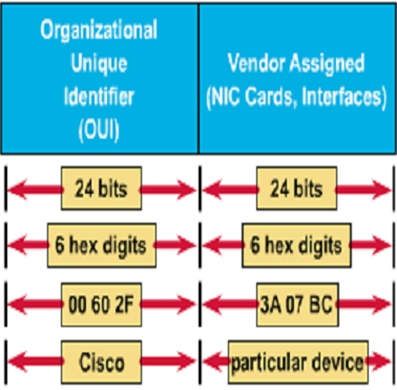 Organizational
Unique
Identifier
(OUI)
Vendor Assigned
(NIC Cards, Interfaces)
24 bits
24 bits
6 hex digits
6 hex digits
00 60 2F
3A 07 BC
Cisco
particular device